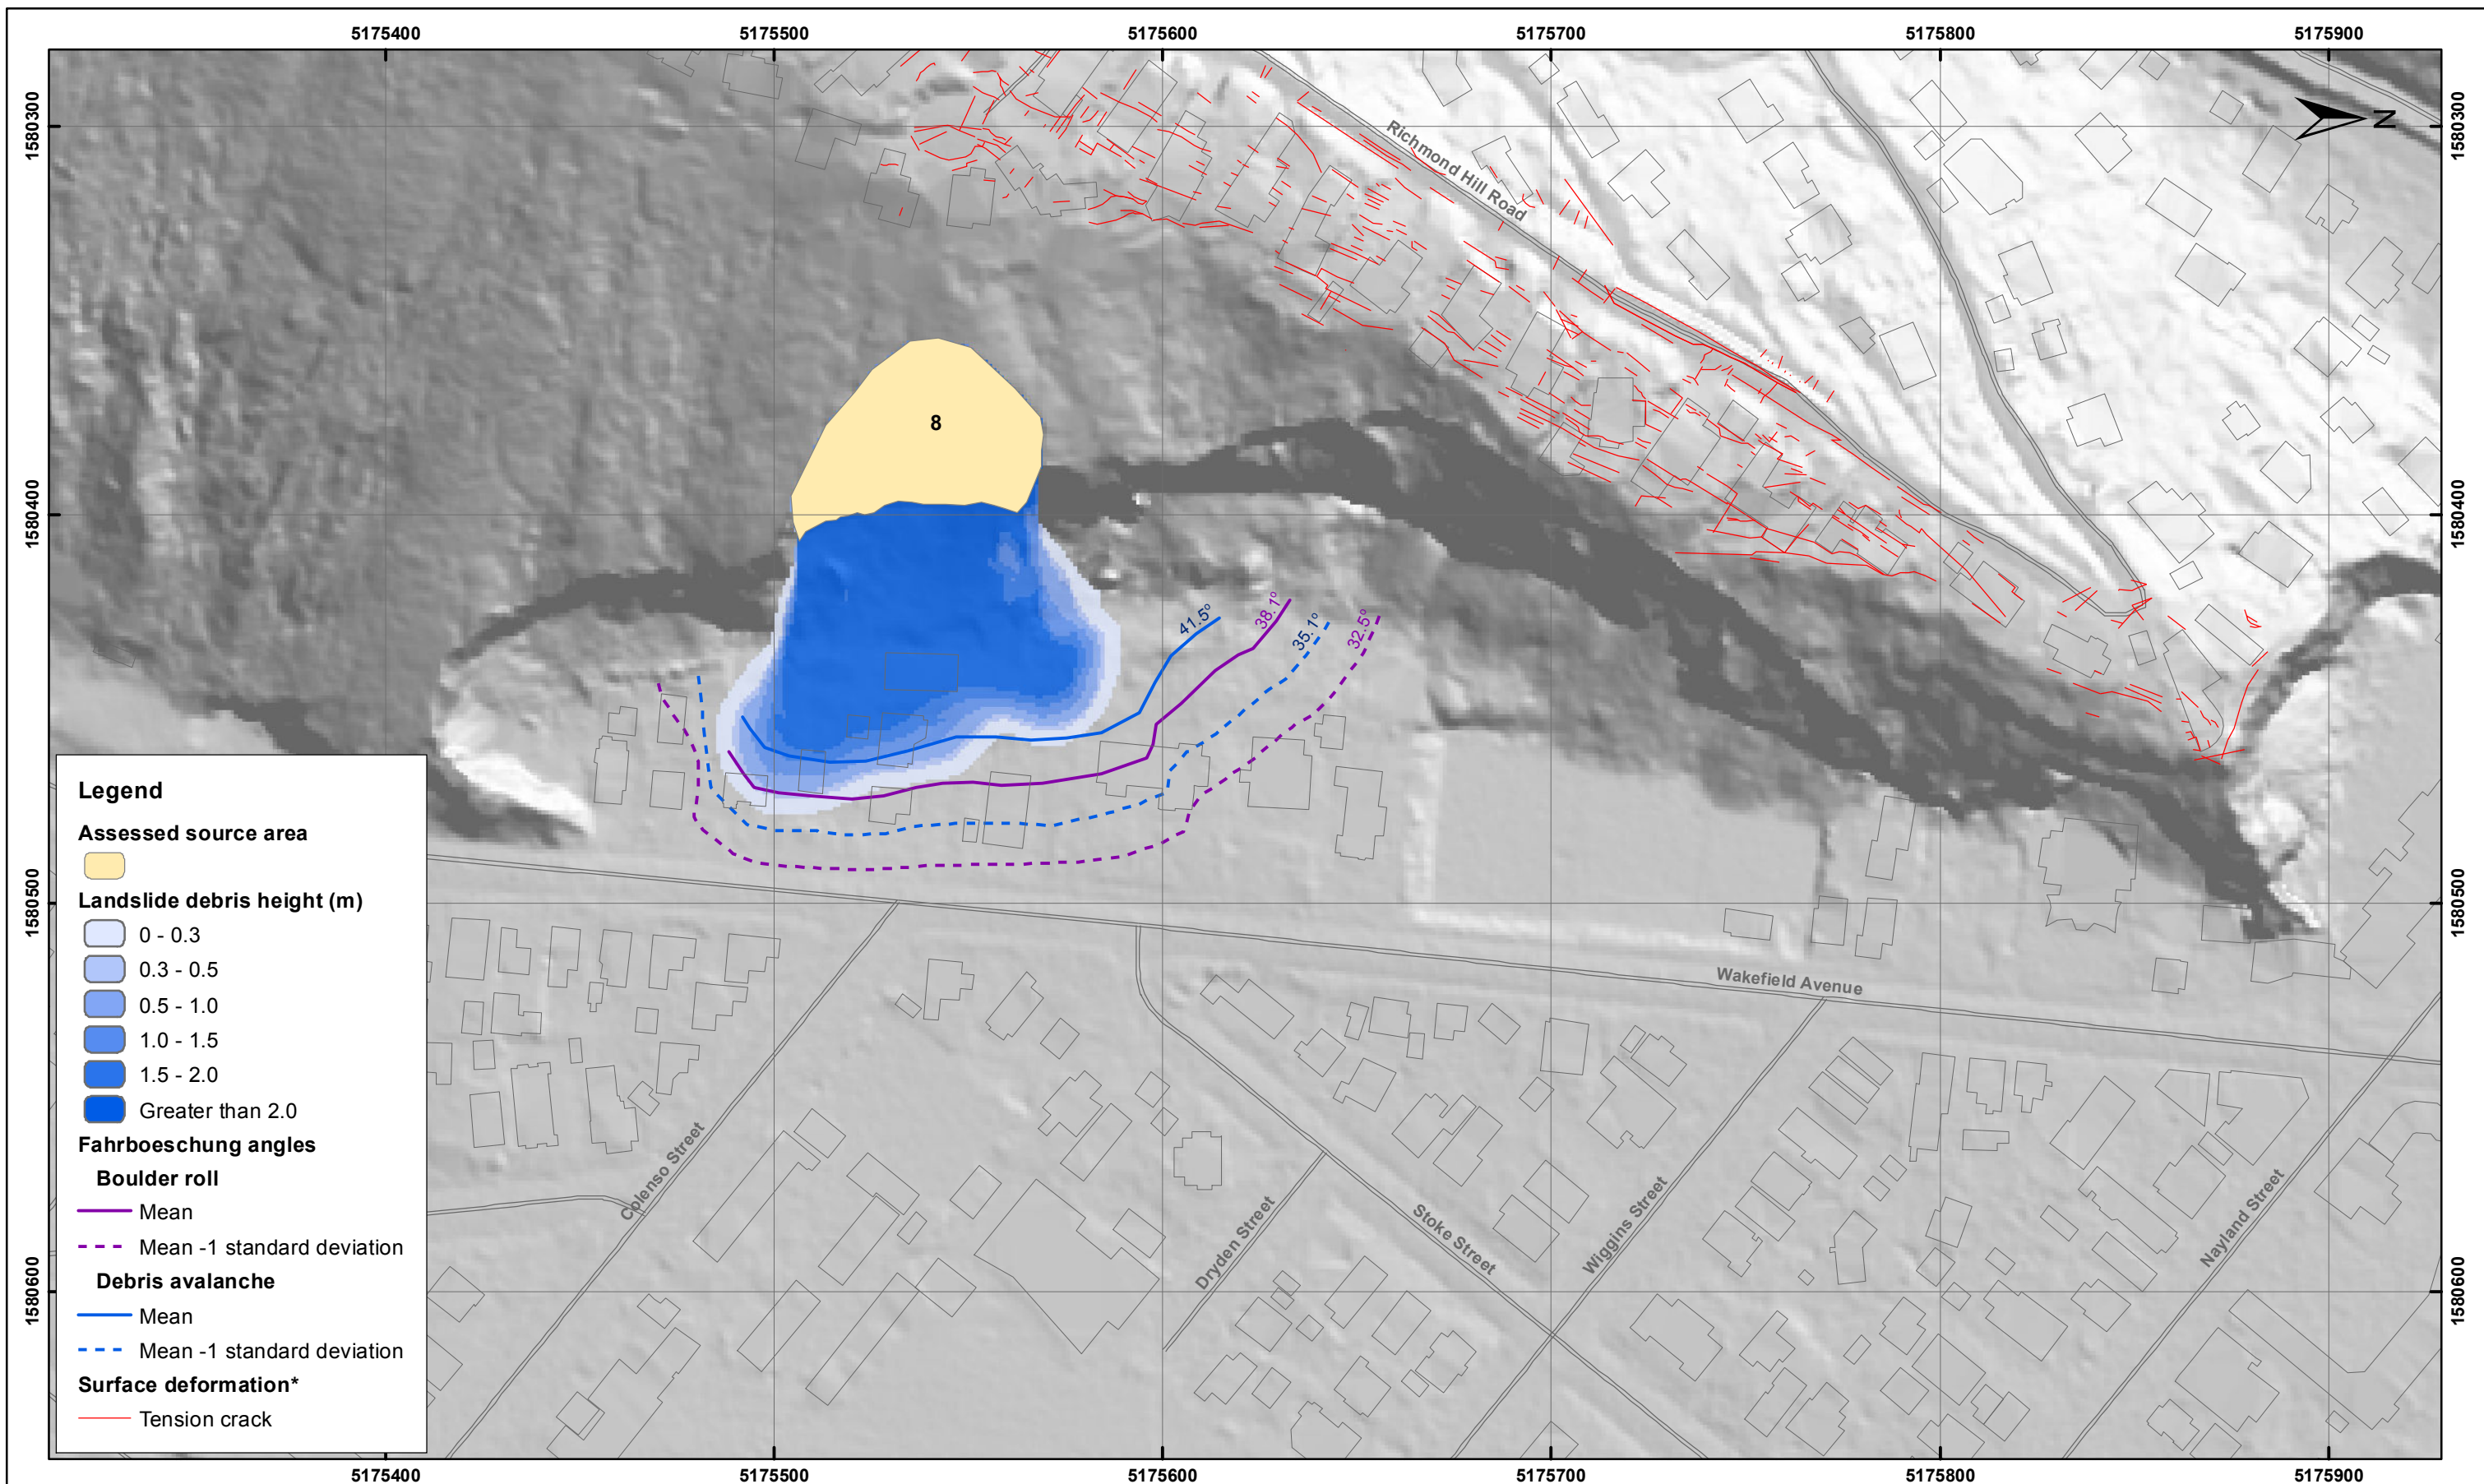 5175400 5175500 5175600 5175700 5175800 5175900
1580300 1580300
N
Richmond Hill Road
8
1580400 1580400
41.5°
38.1°
35.1°
32.5°
1580500 1580500
Wakefield Avenue
Colenso Street
Dryden Street
Stoke Street
Wiggins Street
Nayland Street
1580600 1580600
Legend
Assessed source area
Landslide debris height (m)
0 - 0.3
0.3 - 0.5
0.5 - 1.0
1.0 - 1.5
1.5 - 2.0
Greater than 2.0
Fahrboeschung angles
Boulder roll
Mean
Mean -1 standard deviation
Debris avalanche
Mean
Mean -1 standard deviation
Surface deformation*
Tension crack
5175400 5175500 5175600 5175700 5175800 5175900